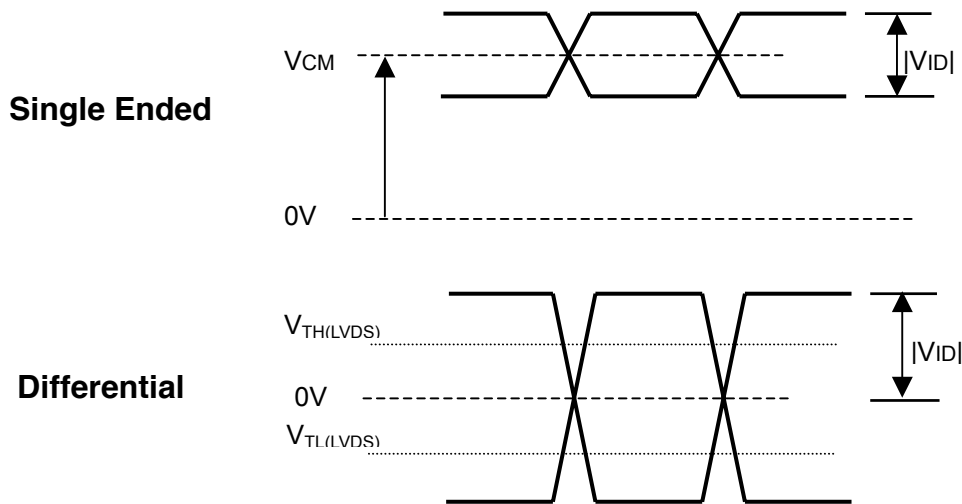 VCM
|VID|
Single Ended
0V
VTH(LVDS)
|VID|
Differential
0V
VTL(LVDS)